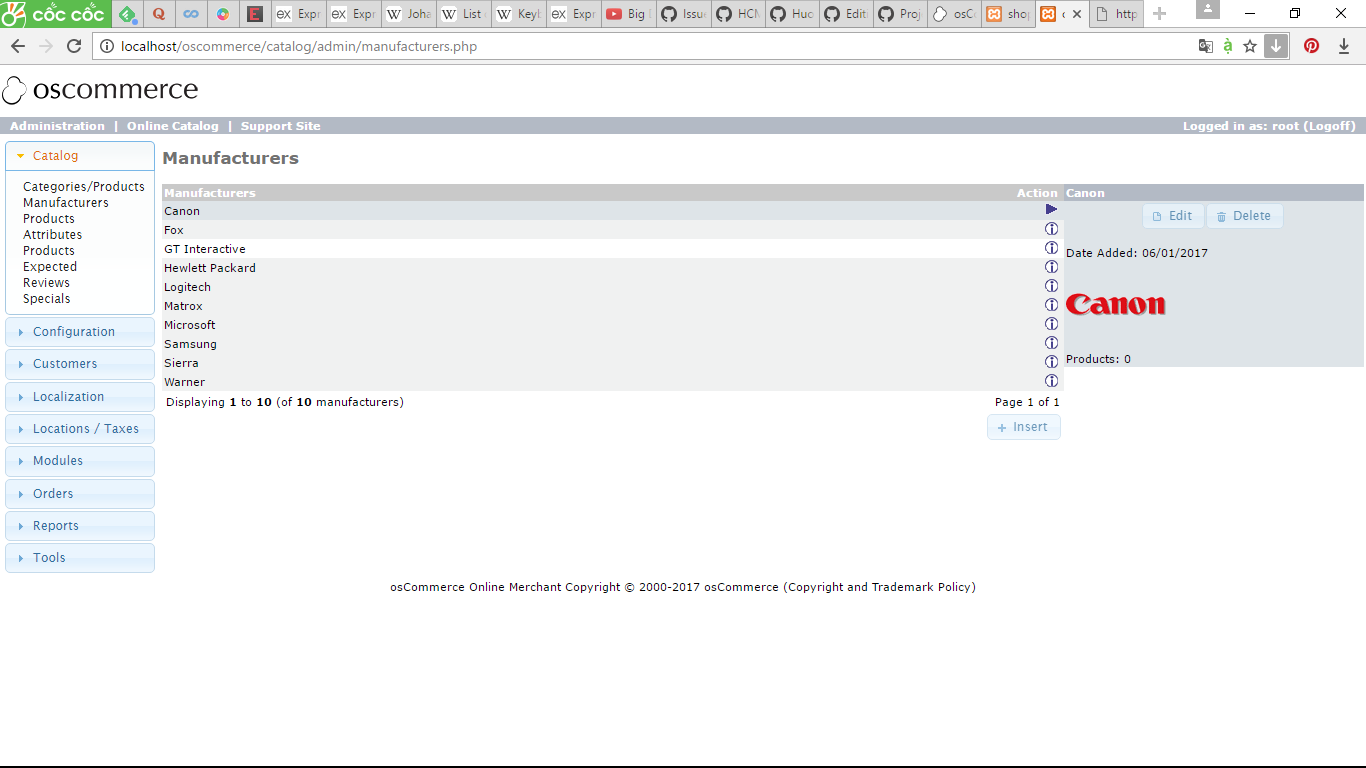 cốc cốc
Expr
Expr
Joha
List
Keyb
Expr
Big
Issue
HCM
Huo
Edit
Proj
osC
shop
http
localhost/oscommerce/catalog/admin/manufacturers.php
oscommerce
Administration | Online Catalog | Support Site
Logged in as: root (Logoff)
Catalog
Categories/Products
Manufacturers
Products
Attributes
Products
Expected
Reviews
Specials
Configuration
Customers
Localization
Locations / Taxes
Modules
Orders
Reports
Tools
Manufacturers
Manufacturers Action
Canon
Fox
GT Interactive
Hewlett Packard
Logitech
Matrox
Microsoft
Samsung
Sierra
Warner
Displaying 1 to 10 (of 10 manufacturers) Page 1 of 1
+ Insert
Canon
Edit Delete
Date Added: 06/01/2017
Canon
Products: 0
osCommerce Online Merchant Copyright © 2000-2017 osCommerce (Copyright and Trademark Policy)